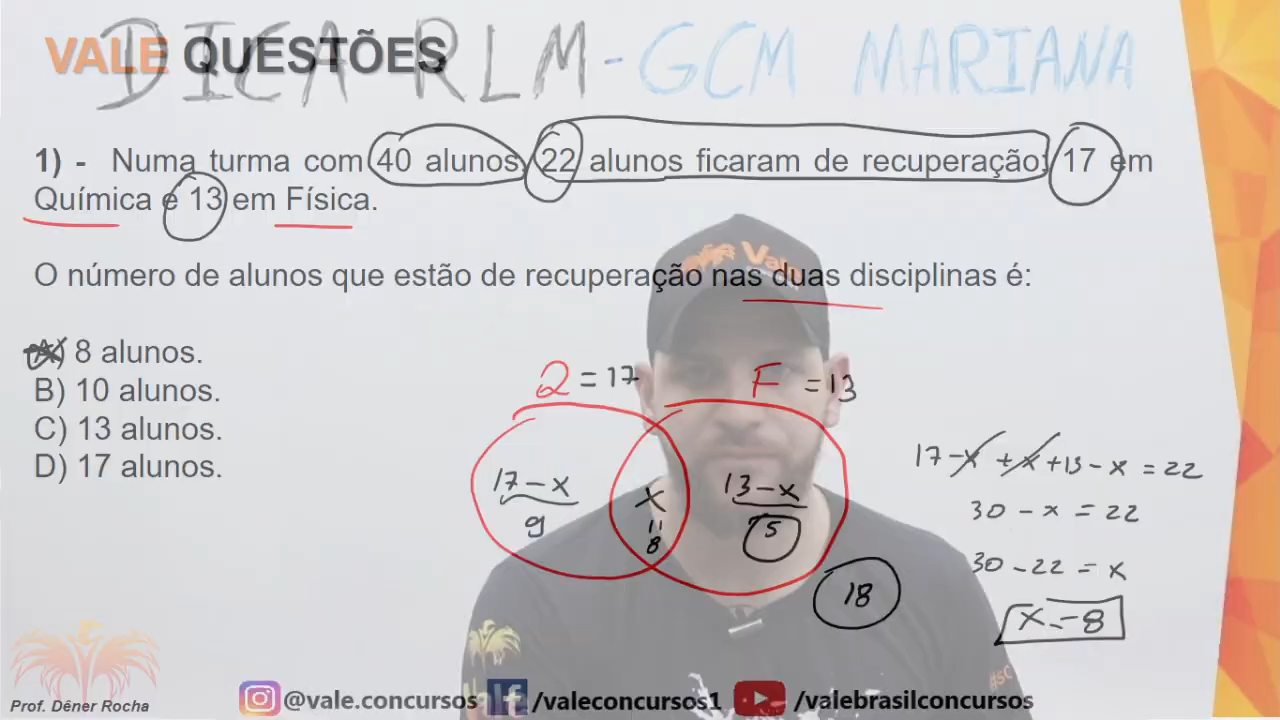 VALE QUESTÕES
DICA RLM - GCM MARIANA
1) - Numa turma com 40 alunos, 22 alunos ficaram de recuperação; 17 em
Química e 13 em Física.
O número de alunos que estão de recuperação nas duas disciplinas é:
A) 8 alunos.
B) 10 alunos.
C) 13 alunos.
D) 17 alunos.
Q = 17
F = 13
17 - x
9
x
11
8
13 - x
5
18
17 - x + x + 13 - x = 22
30 - x = 22
30 - 22 = x
x = 8
Vale
Prof. Dêner Rocha
@vale.concursos
/valeconcursos1
/valebrasilconcursos